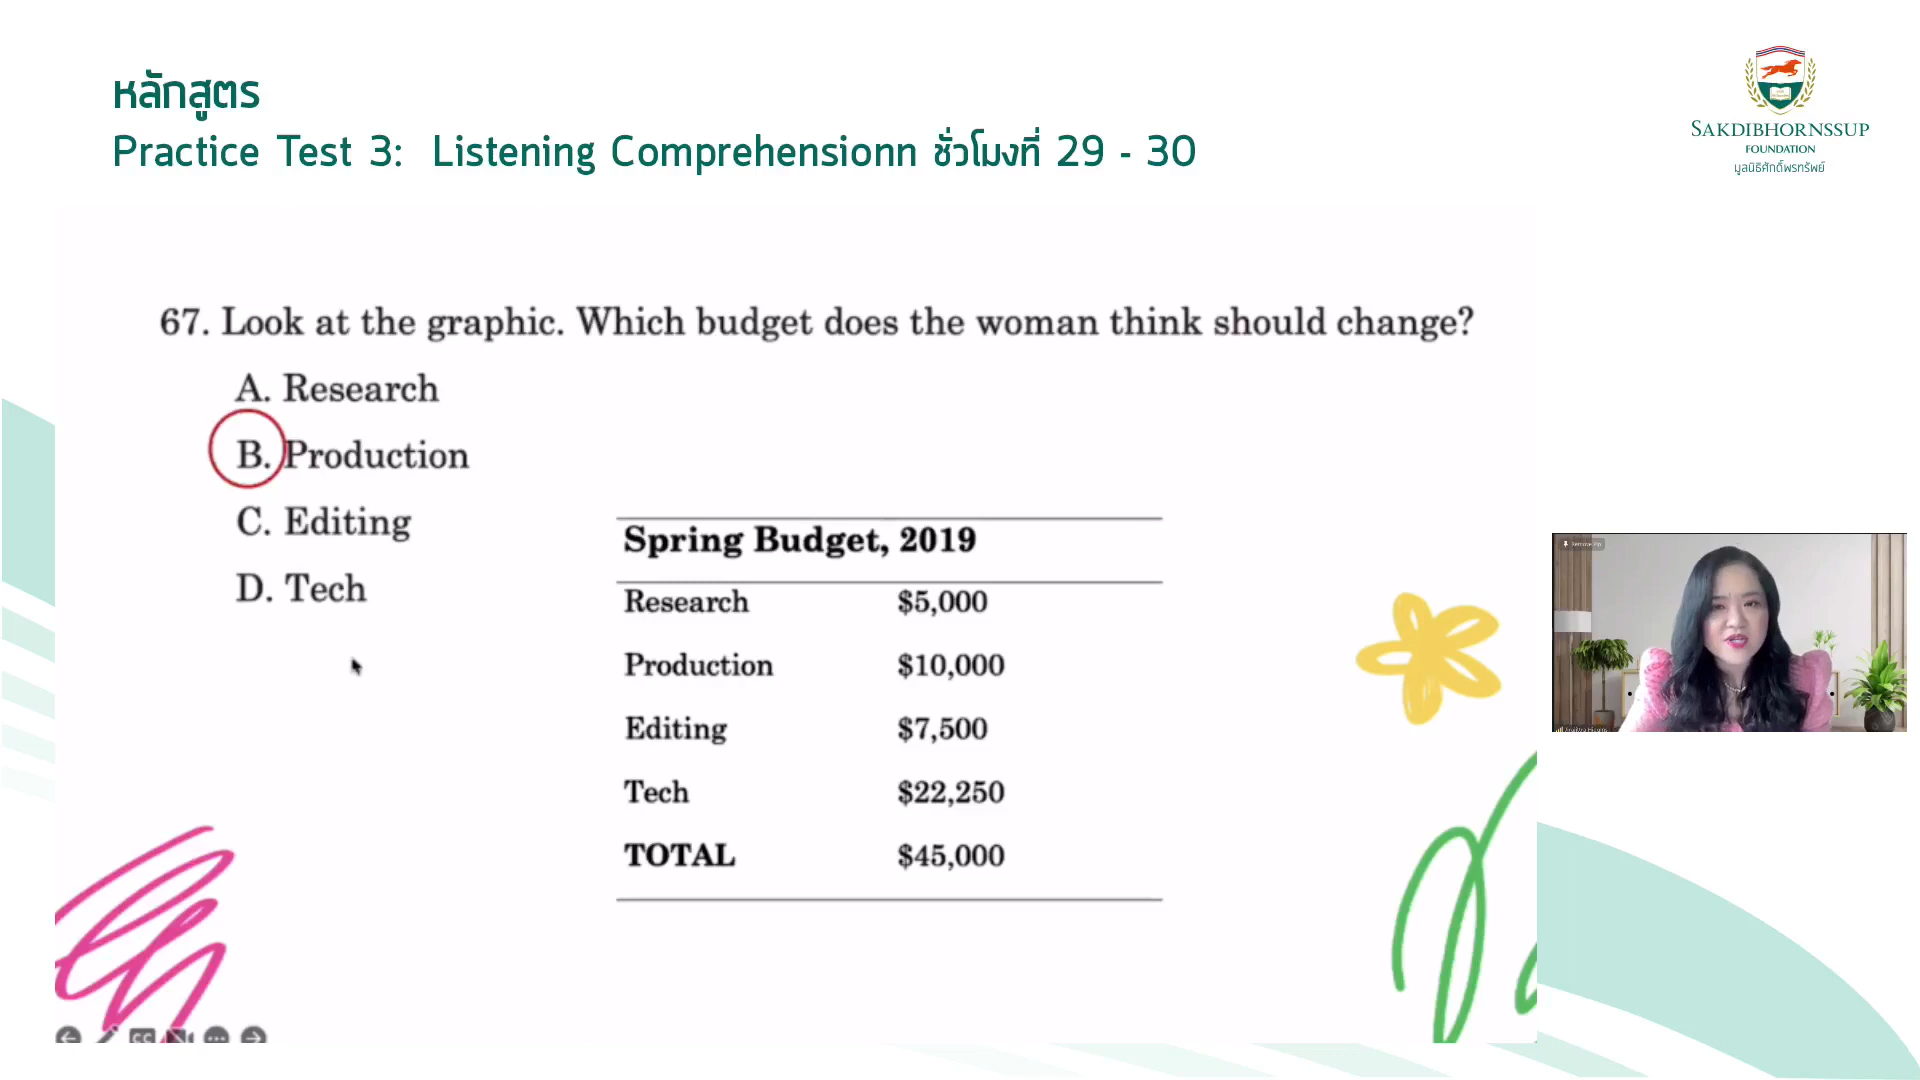 หลักสูตร
Practice Test 3: Listening Comprehensionn ชั่วโมงที่ 29 - 30
SAKDIBHORNSSUP
FOUNDATION
มูลนิธิศักดิ์พรทรัพย์
67. Look at the graphic. Which budget does the woman think should change?
A. Research
B. Production
C. Editing
D. Tech
Spring Budget, 2019
Research $5,000
Production $10,000
Editing $7,500
Tech $22,250
TOTAL $45,000
Remove Pin
CC